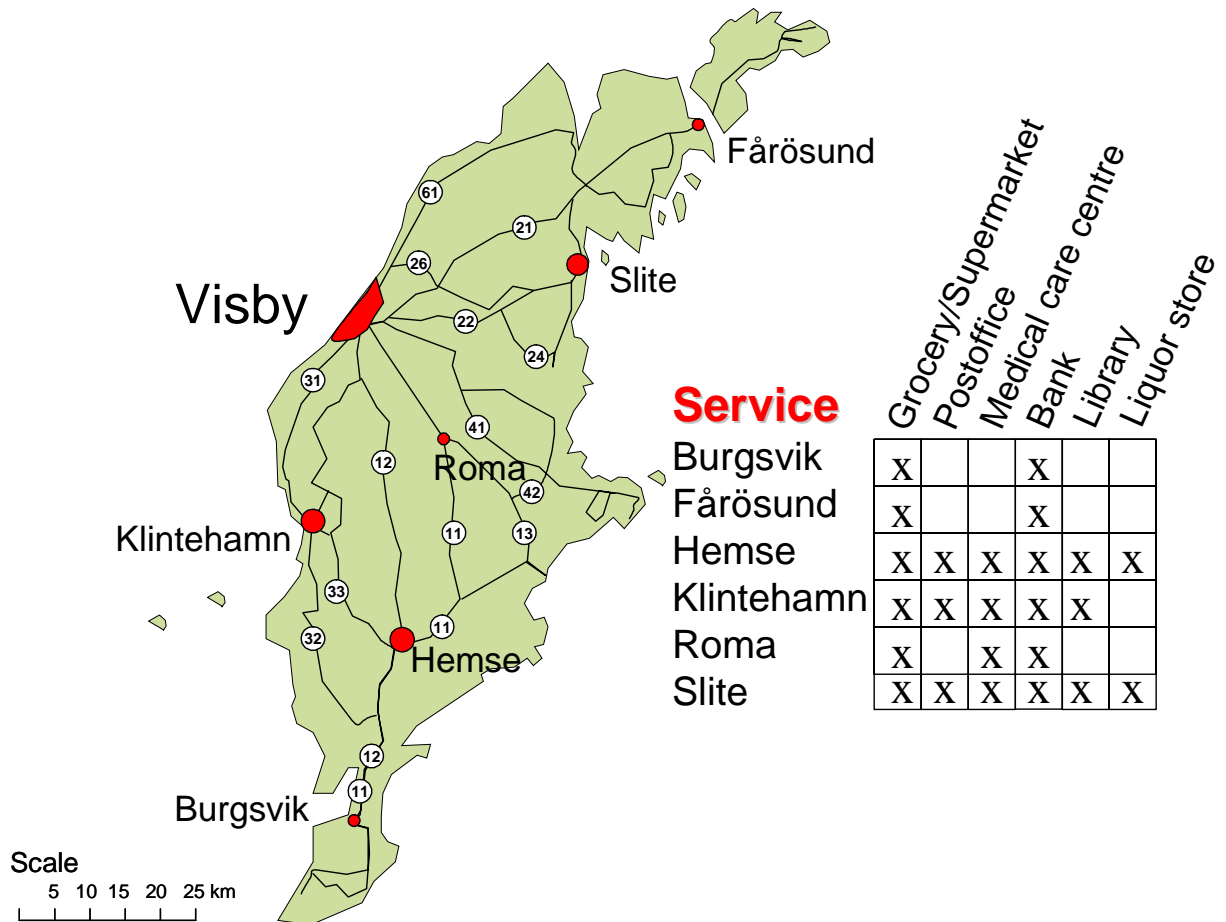 Fårösund
61
21
26
Slite
Visby
22
24
31
41
12
Roma
42
Klintehamn
11
13
33
11
32
Hemse
12
11
Burgsvik
Scale
5 10 15 20 25 km
Grocery/Supermarket
Postoffice
Medical care centre
Bank
Library
Liquor store
Service
Burgsvik x x
Fårösund x x
Hemse x x x x x x
Klintehamn x x x x x
Roma x x x
Slite x x x x x x